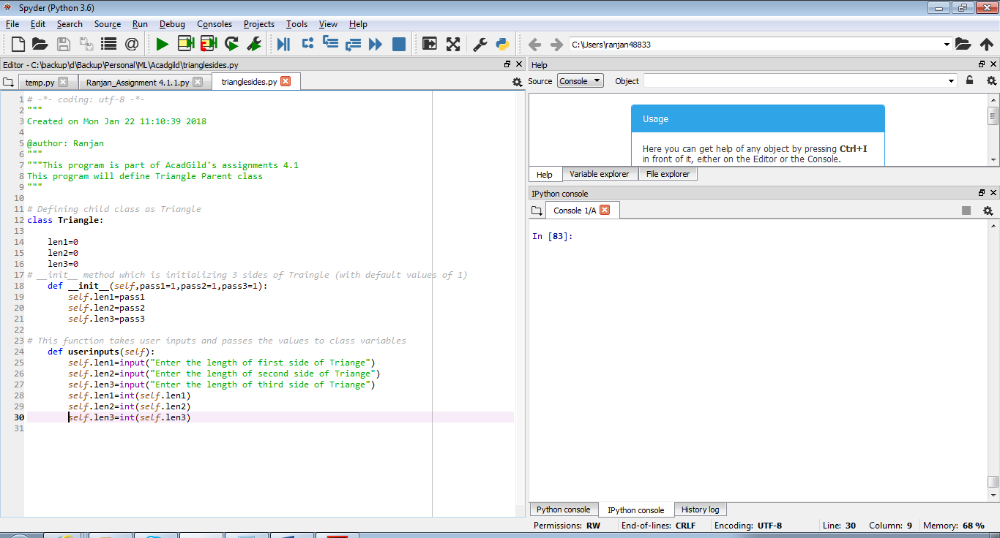 Spyder (Python 3.6)
File Edit Search Source Run Debug Consoles Projects Tools View Help
C:\Users\ranjan48833
Editor - C:\backup\d\Backup\Personal\ML\Acadgild\trianglesides.py
temp.py Ranjan_Assignment 4.1.1.py trianglesides.py
1 # -*- coding: utf-8 -*-
2 """
3 Created on Mon Jan 22 11:10:39 2018
4
5 @author: Ranjan
6 """
7 """This program is part of AcadGild's assignments 4.1
8 This program will define Triangle Parent class
9 """
10
11 # Defining child class as Triangle
12 class Triangle:
13
14     len1=0
15     len2=0
16     len3=0
17 # __init__ method which is initializing 3 sides of Traingle (with default values of 1)
18     def __init__(self,pass1=1,pass2=1,pass3=1):
19         self.len1=pass1
20         self.len2=pass2
21         self.len3=pass3
22
23 # This function takes user inputs and passes the values to class variables
24     def userinputs(self):
25         self.len1=input("Enter the length of first side of Triange")
26         self.len2=input("Enter the length of second side of Triange")
27         self.len3=input("Enter the length of third side of Triange")
28         self.len1=int(self.len1)
29         self.len2=int(self.len2)
30         self.len3=int(self.len3)
31
Help
Source Console Object
Usage
Here you can get help of any object by pressing Ctrl+I
in front of it, either on the Editor or the Console.
Help Variable explorer File explorer
IPython console
Console 1/A
In [83]:
Python console IPython console History log
Permissions: RW End-of-lines: CRLF Encoding: UTF-8 Line: 30 Column: 9 Memory: 68 %